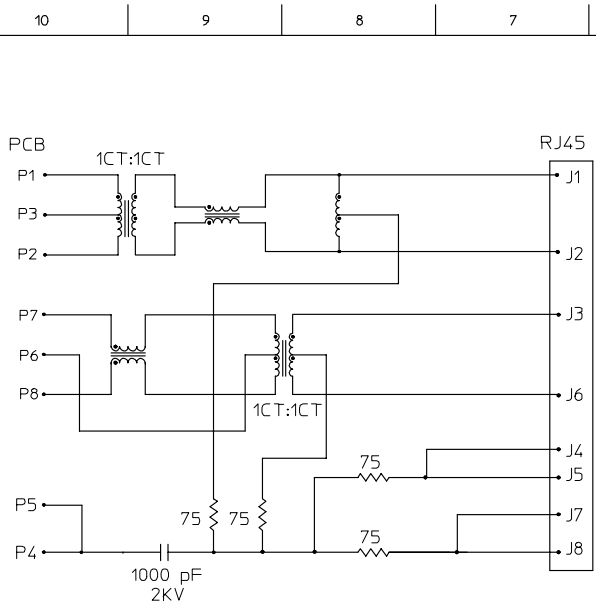 10 9 8 7
PCB RJ45
1CT:1CT
P1 J1
P3
P2 J2
P7 J3
P6
P8 J6
1CT:1CT
J4
75 J5
P5 75 75 J7
75
P4 J8
1000 pF
2KV